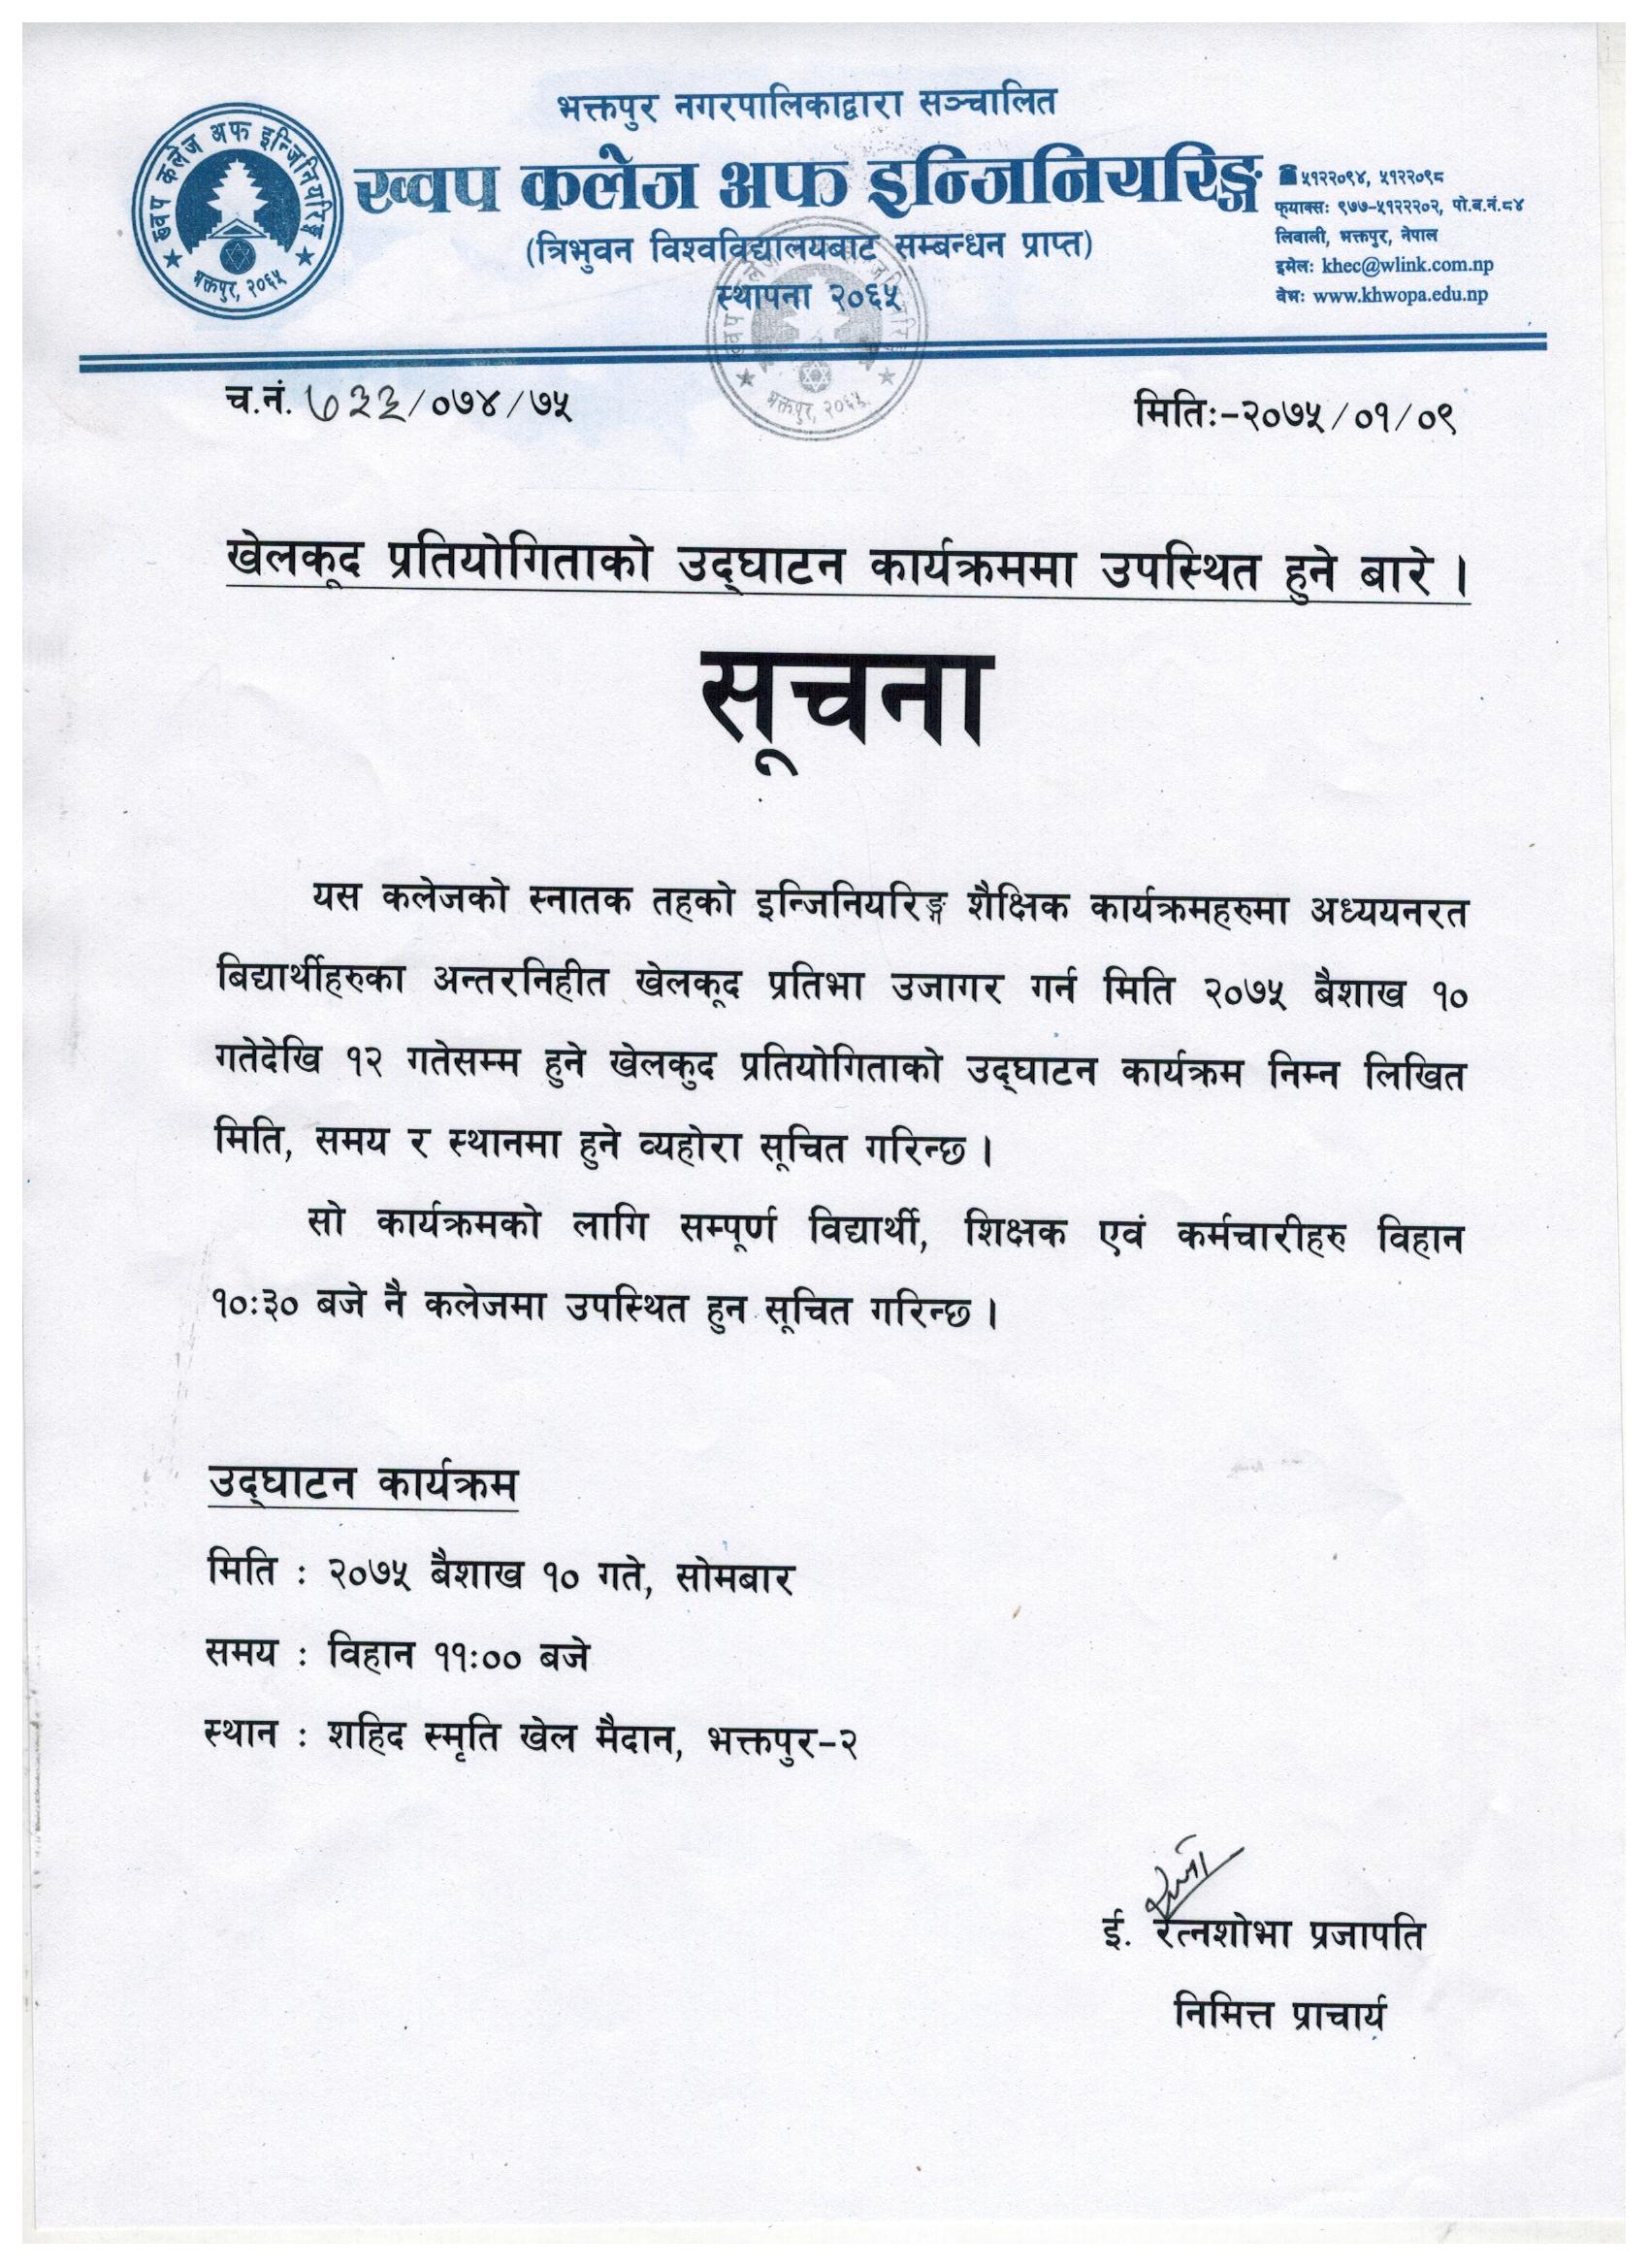 भक्तपुर नगरपालिकाद्वारा सञ्चालित
ख्वप कलेज अफ इन्जिनियरिङ्ग
(त्रिभुवन विश्वविद्यालयबाट सम्बन्धन प्राप्त)
स्थापना २०६५
ख्वप कलेज अफ इन्जिनियरिङ्ग
भक्तपुर, २०६५
☎ ५१२२०९४, ५१२२०९८
फ्याक्स: ९७७-५१२२२०२, पो.ब.नं.८४
लिवाली, भक्तपुर, नेपाल
इमेल: khec@wlink.com.np
वेभ: www.khwopa.edu.np
भक्तपुर, २०६५
च.नं. ७३३/०७४/७५
मितिः-२०७५/०१/०९
खेलकूद प्रतियोगिताको उद्घाटन कार्यक्रममा उपस्थित हुने बारे ।
सूचना
यस कलेजको स्नातक तहको इन्जिनियरिङ्ग शैक्षिक कार्यक्रमहरुमा अध्ययनरत
बिद्यार्थीहरुका अन्तरनिहीत खेलकूद प्रतिभा उजागर गर्न मिति २०७५ बैशाख १०
गतेदेखि १२ गतेसम्म हुने खेलकुद प्रतियोगिताको उद्घाटन कार्यक्रम निम्न लिखित
मिति, समय र स्थानमा हुने व्यहोरा सूचित गरिन्छ ।
सो कार्यक्रमको लागि सम्पूर्ण विद्यार्थी, शिक्षक एवं कर्मचारीहरु विहान
१०:३० बजे नै कलेजमा उपस्थित हुन सूचित गरिन्छ ।
उद्घाटन कार्यक्रम
मिति : २०७५ बैशाख १० गते, सोमबार
समय : विहान ११:०० बजे
स्थान : शहिद स्मृति खेल मैदान, भक्तपुर-२
ई. रत्नशोभा प्रजापति
निमित्त प्राचार्य